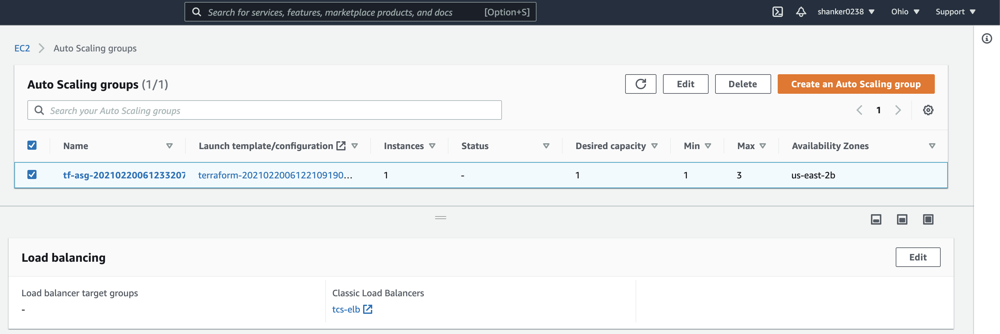 Search for services, features, marketplace products, and docs [Option+S] shanker0238 Ohio Support
EC2 Auto Scaling groups
Auto Scaling groups (1/1) Edit Delete Create an Auto Scaling group
Search your Auto Scaling groups 1
Name Launch template/configuration Instances Status Desired capacity Min Max Availability Zones
tf-asg-20210220061233207 terraform-2021022006122109190... 1 - 1 1 3 us-east-2b
Load balancing Edit
Load balancer target groups Classic Load Balancers
- tcs-elb